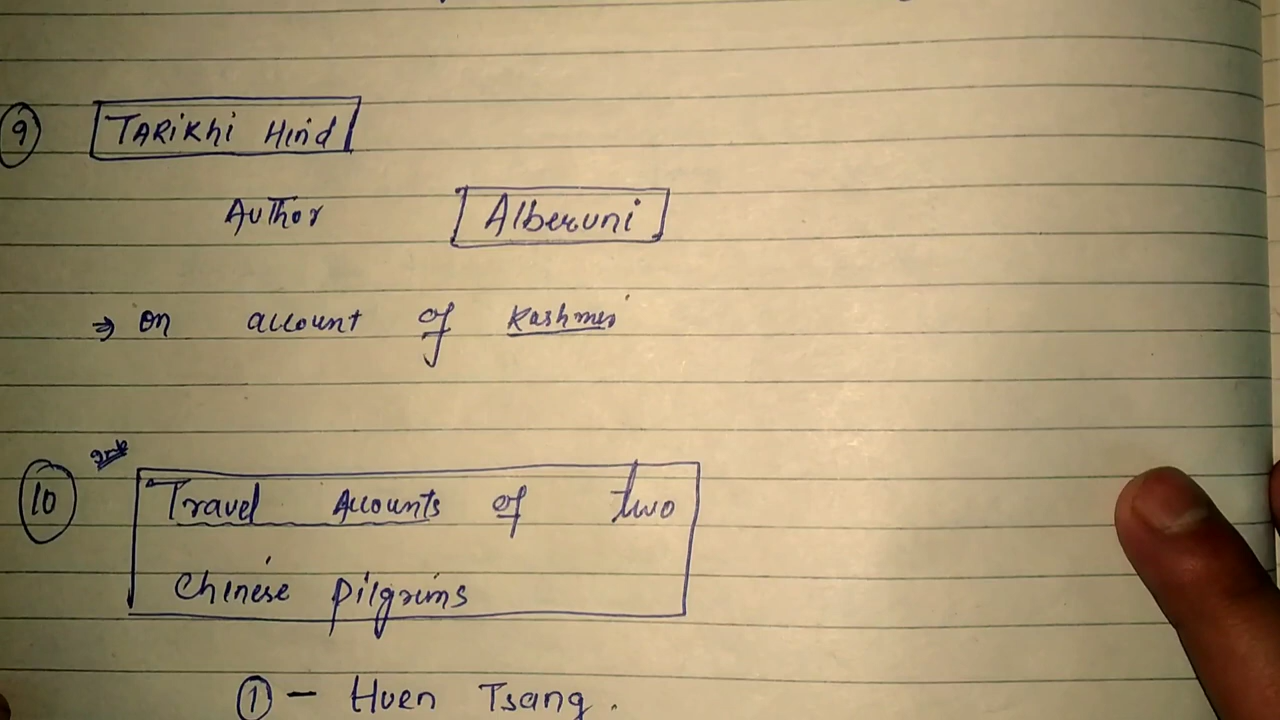 9 TARIKhi Hind
Author Alberuni
⇒ on account of Kashmir
10 Travel Accounts of two
Chinese pilgrims
1 - Huen Tsang.